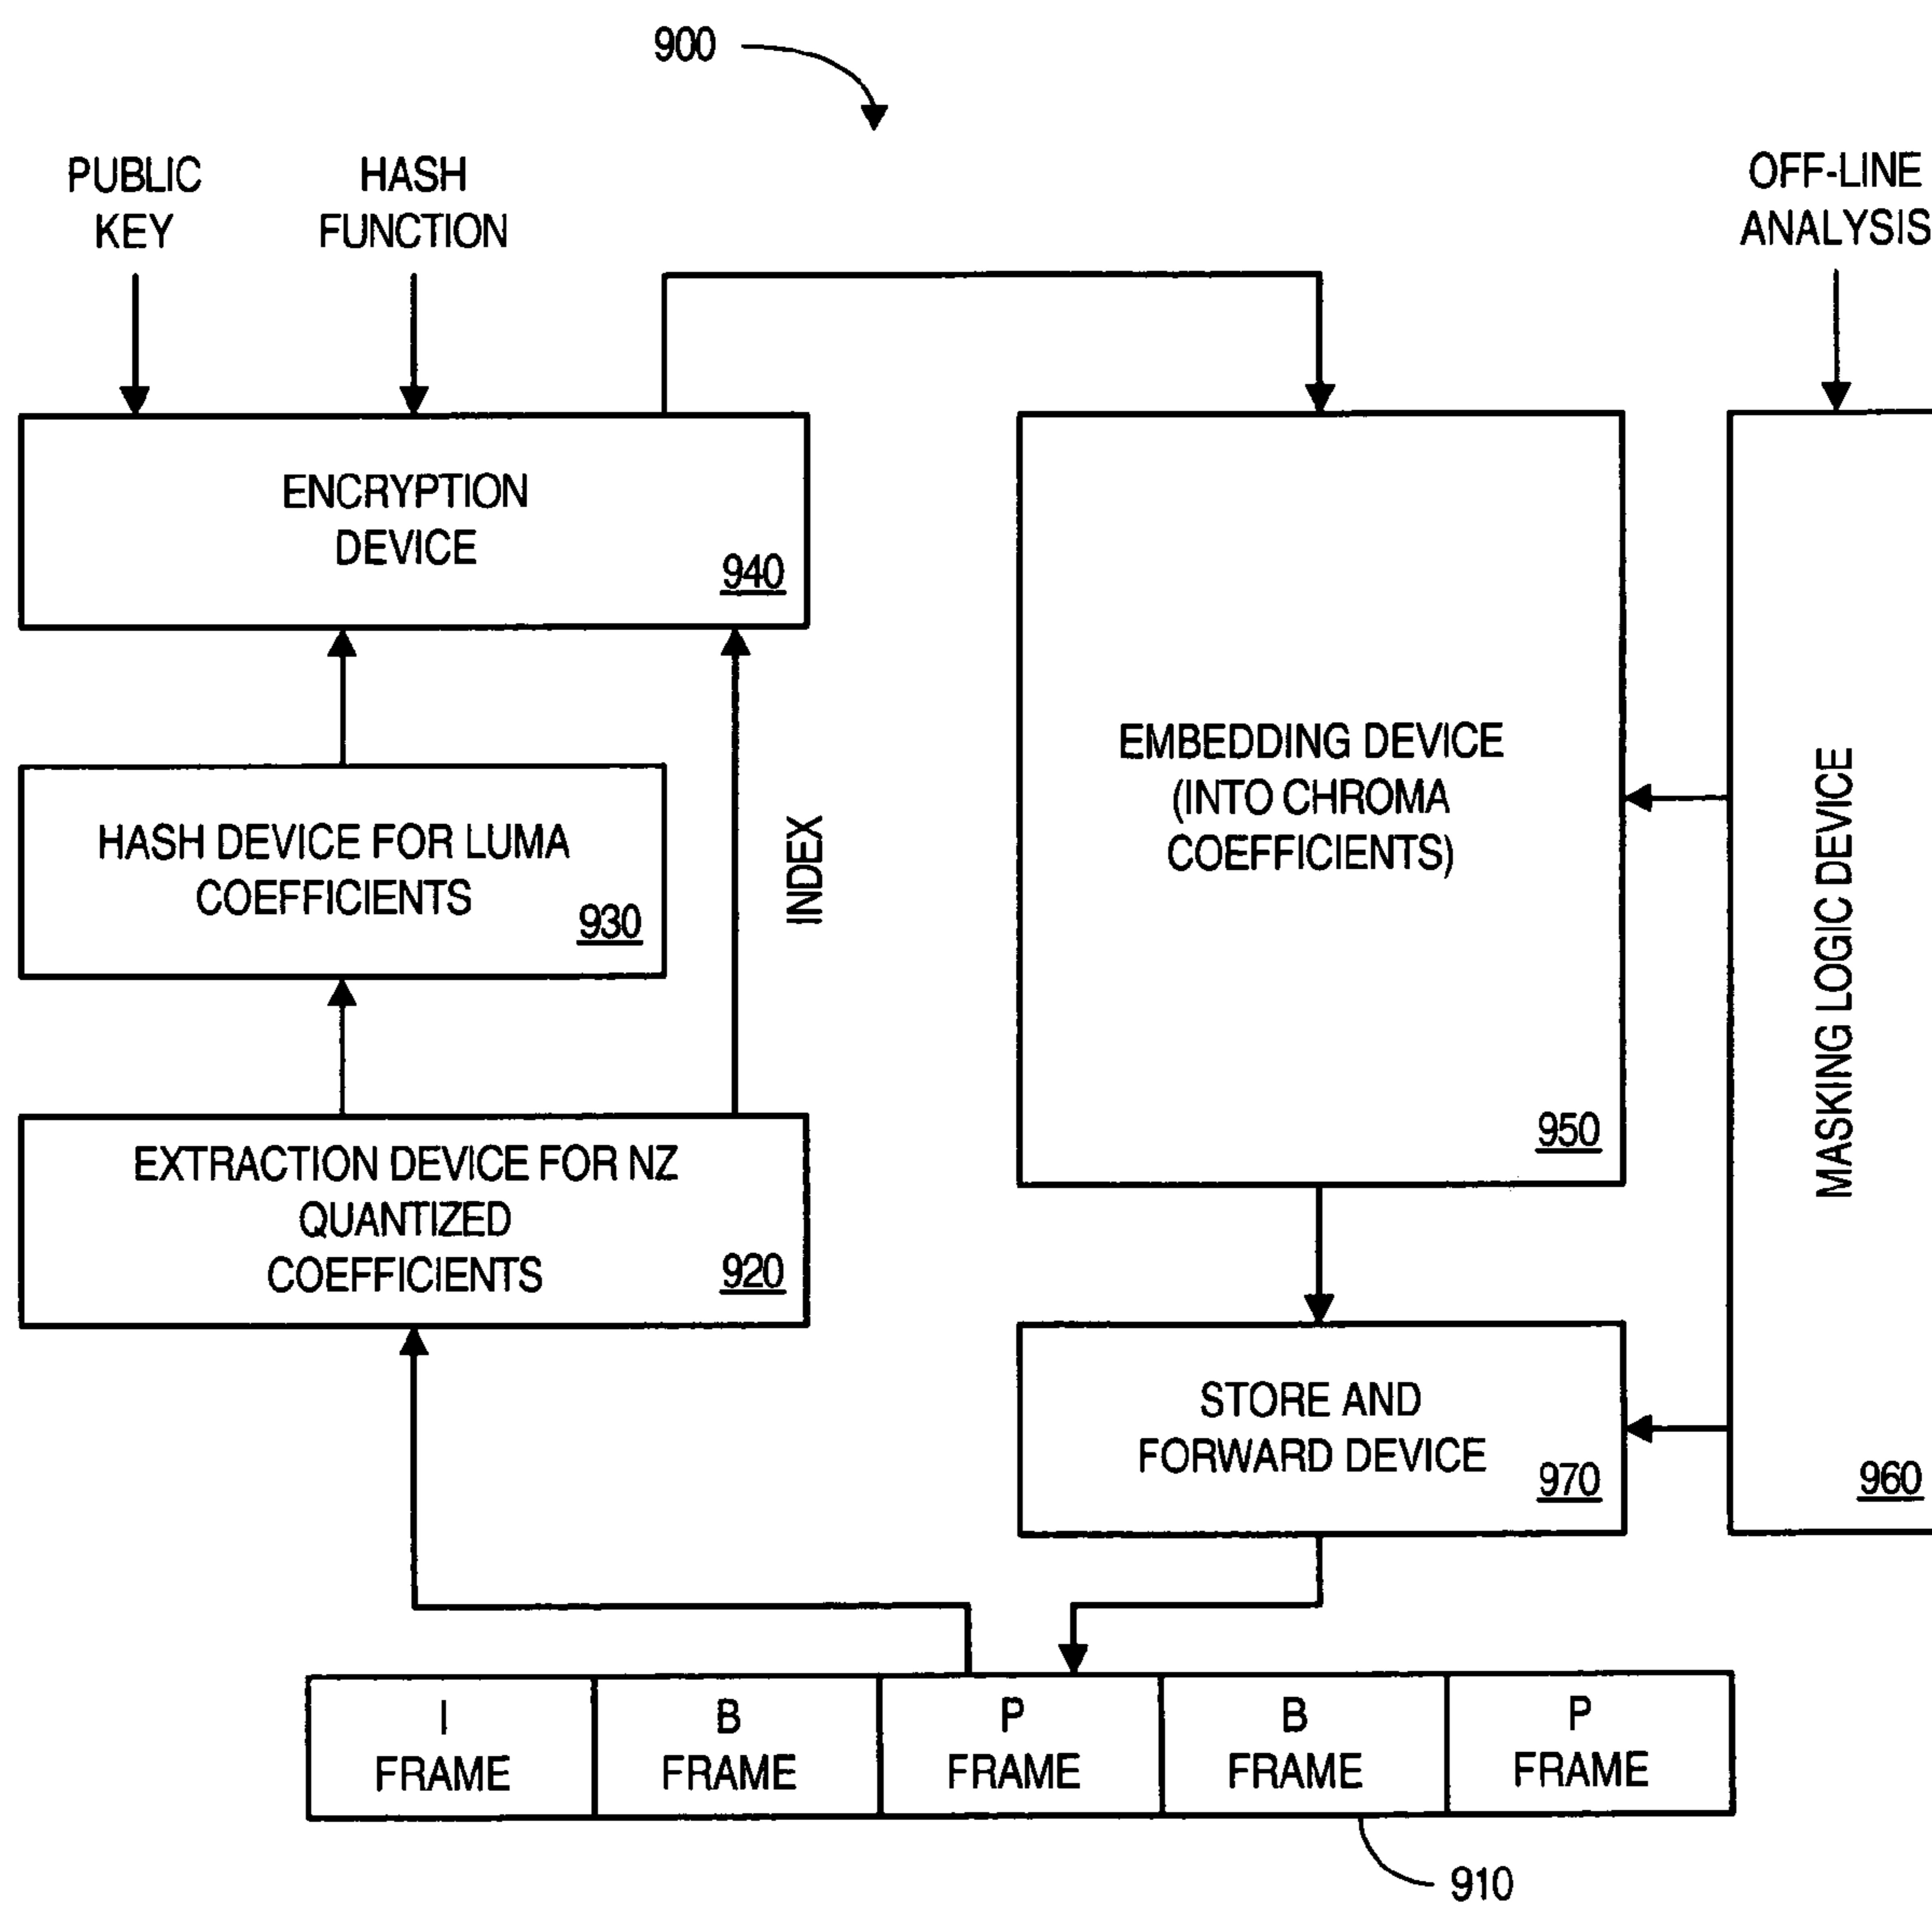 900
PUBLIC
KEY
HASH
FUNCTION
OFF-LINE
ANALYSIS
ENCRYPTION
DEVICE
940
HASH DEVICE FOR LUMA
COEFFICIENTS
930
INDEX
EXTRACTION DEVICE FOR NZ
QUANTIZED
COEFFICIENTS
920
EMBEDDING DEVICE
(INTO CHROMA
COEFFICIENTS)
950
MASKING LOGIC DEVICE
960
STORE AND
FORWARD DEVICE
970
I
FRAME
B
FRAME
P
FRAME
B
FRAME
P
FRAME
910